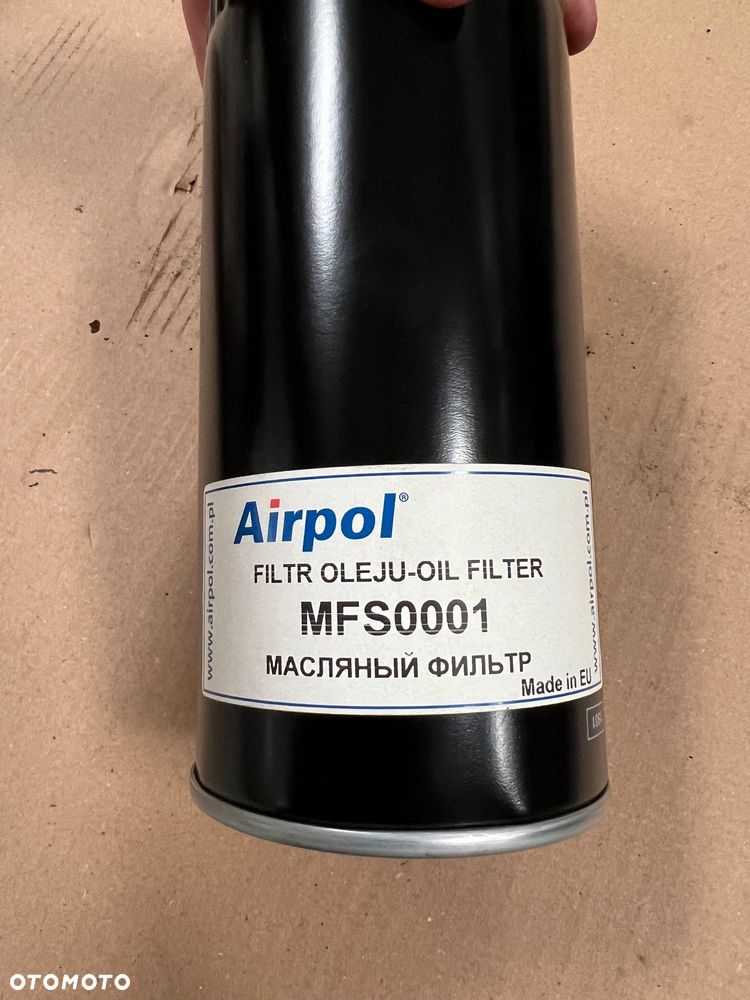 Airpol®
FILTR OLEJU-OIL FILTER
MFS0001
МАСЛЯНЫЙ ФИЛЬТР
Made in EU
www.airpol.com.pl
www.airpol.com.pl
OTOMOTO